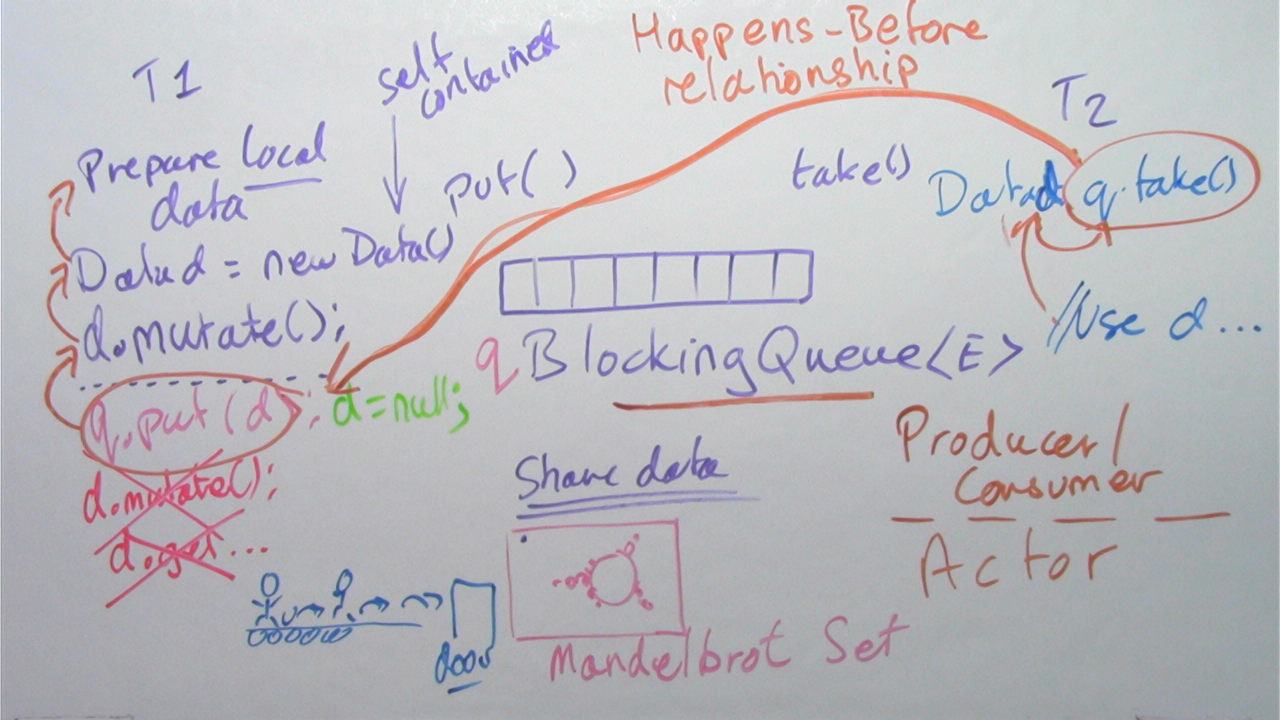 T1
Prepare local
data
Data d = new Data()
d.mutate();
q.put(d); d=null;
d.mutate();
d.get...
self
contained
put()
Happens-Before
relationship
take()
T2
Data d q.take()
//Use d...
q BlockingQueue<E>
Share data
Mandelbrot Set
door
Producer/
Consumer
Actor